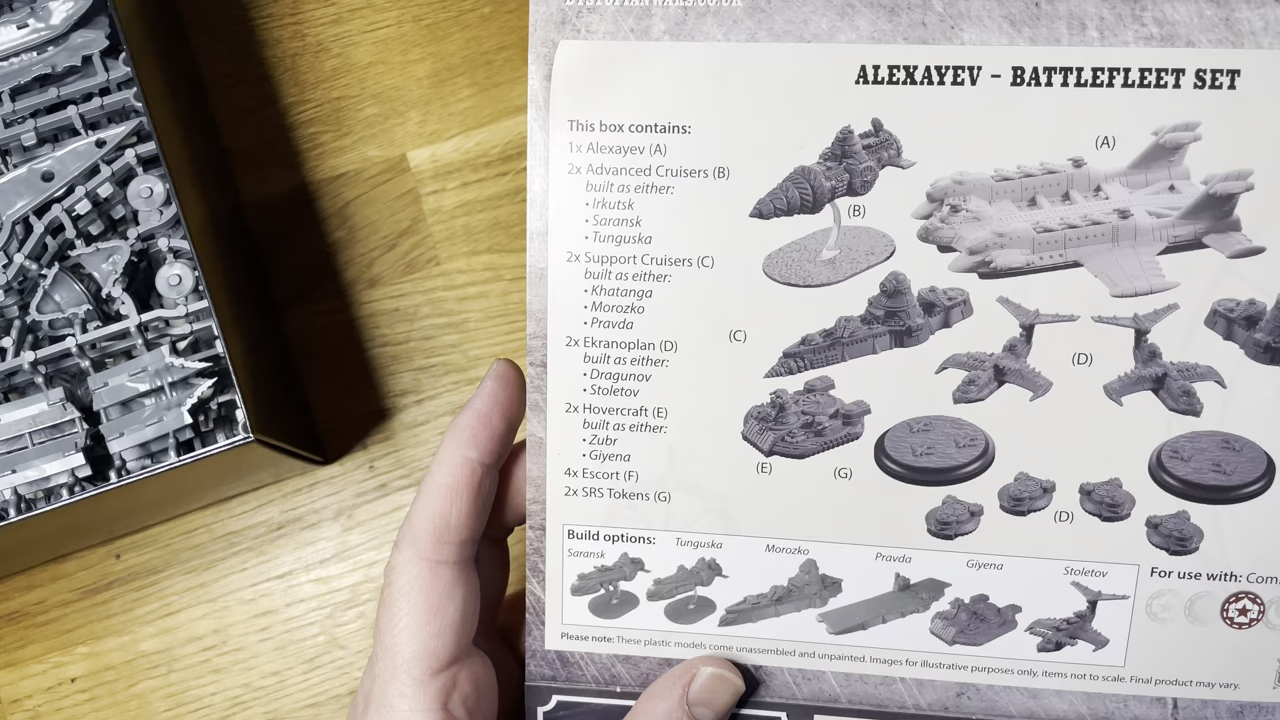 DYSTOPIANWARS.CO.UK
ALEXAYEV – BATTLEFLEET SET
This box contains:
1x Alexayev (A)
2x Advanced Cruisers (B)
built as either:
• Irkutsk
• Saransk
• Tunguska
2x Support Cruisers (C)
built as either:
• Khatanga
• Morozko
• Pravda
2x Ekranoplan (D)
built as either:
• Dragunov
• Stoletov
2x Hovercraft (E)
built as either:
• Zubr
• Giyena
4x Escort (F)
2x SRS Tokens (G)
(A)
(B)
(C)
(D)
(E)
(G)
(D)
Build options:
Saransk
Tunguska
Morozko
Pravda
Giyena
Stoletov
For use with: Com
Please note: These plastic models come unassembled and unpainted. Images for illustrative purposes only, items not to scale. Final product may vary.